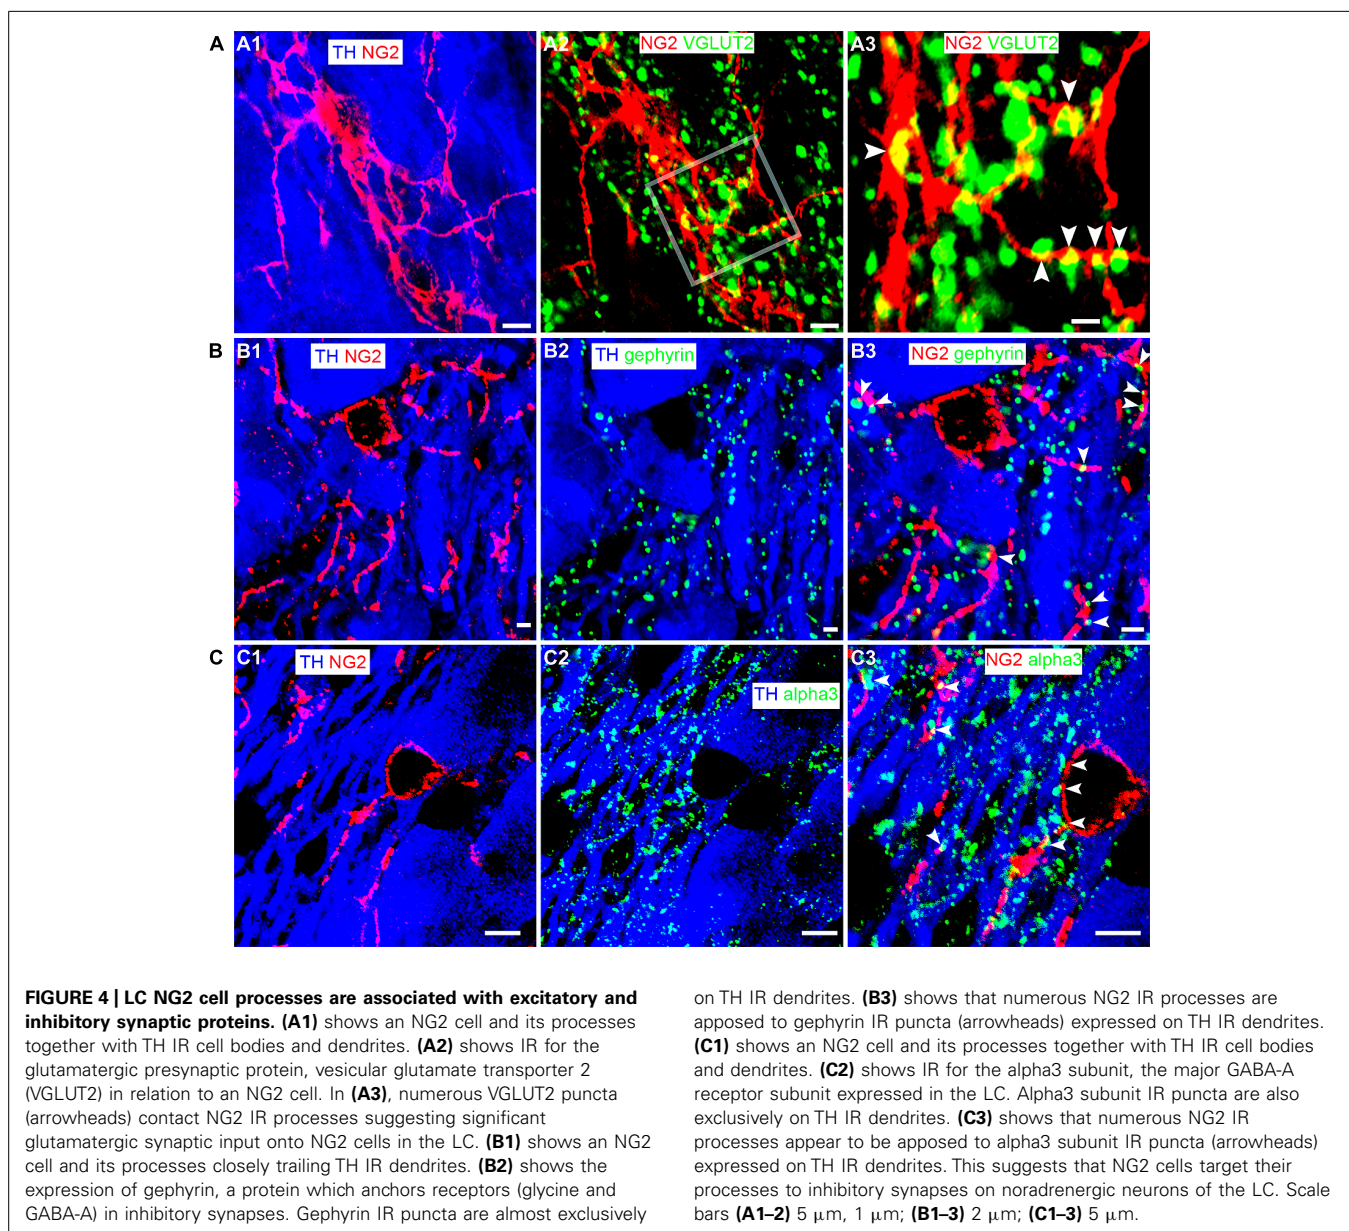 A A1 TH NG2 A2 NG2 VGLUT2 A3 NG2 VGLUT2
B B1 TH NG2 B2 TH gephyrin B3 NG2 gephyrin
C C1 TH NG2 C2 TH alpha3 C3 NG2 alpha3
FIGURE 4 | LC NG2 cell processes are associated with excitatory and
inhibitory synaptic proteins. (A1) shows an NG2 cell and its processes
together with TH IR cell bodies and dendrites. (A2) shows IR for the
glutamatergic presynaptic protein, vesicular glutamate transporter 2
(VGLUT2) in relation to an NG2 cell. In (A3), numerous VGLUT2 puncta
(arrowheads) contact NG2 IR processes suggesting significant
glutamatergic synaptic input onto NG2 cells in the LC. (B1) shows an NG2
cell and its processes closely trailing TH IR dendrites. (B2) shows the
expression of gephyrin, a protein which anchors receptors (glycine and
GABA-A) in inhibitory synapses. Gephyrin IR puncta are almost exclusively
on TH IR dendrites. (B3) shows that numerous NG2 IR processes are
apposed to gephyrin IR puncta (arrowheads) expressed on TH IR dendrites.
(C1) shows an NG2 cell and its processes together with TH IR cell bodies
and dendrites. (C2) shows IR for the alpha3 subunit, the major GABA-A
receptor subunit expressed in the LC. Alpha3 subunit IR puncta are also
exclusively on TH IR dendrites. (C3) shows that numerous NG2 IR
processes appear to be apposed to alpha3 subunit IR puncta (arrowheads)
expressed on TH IR dendrites. This suggests that NG2 cells target their
processes to inhibitory synapses on noradrenergic neurons of the LC. Scale
bars (A1–2) 5 μm, 1 μm; (B1–3) 2 μm; (C1–3) 5 μm.